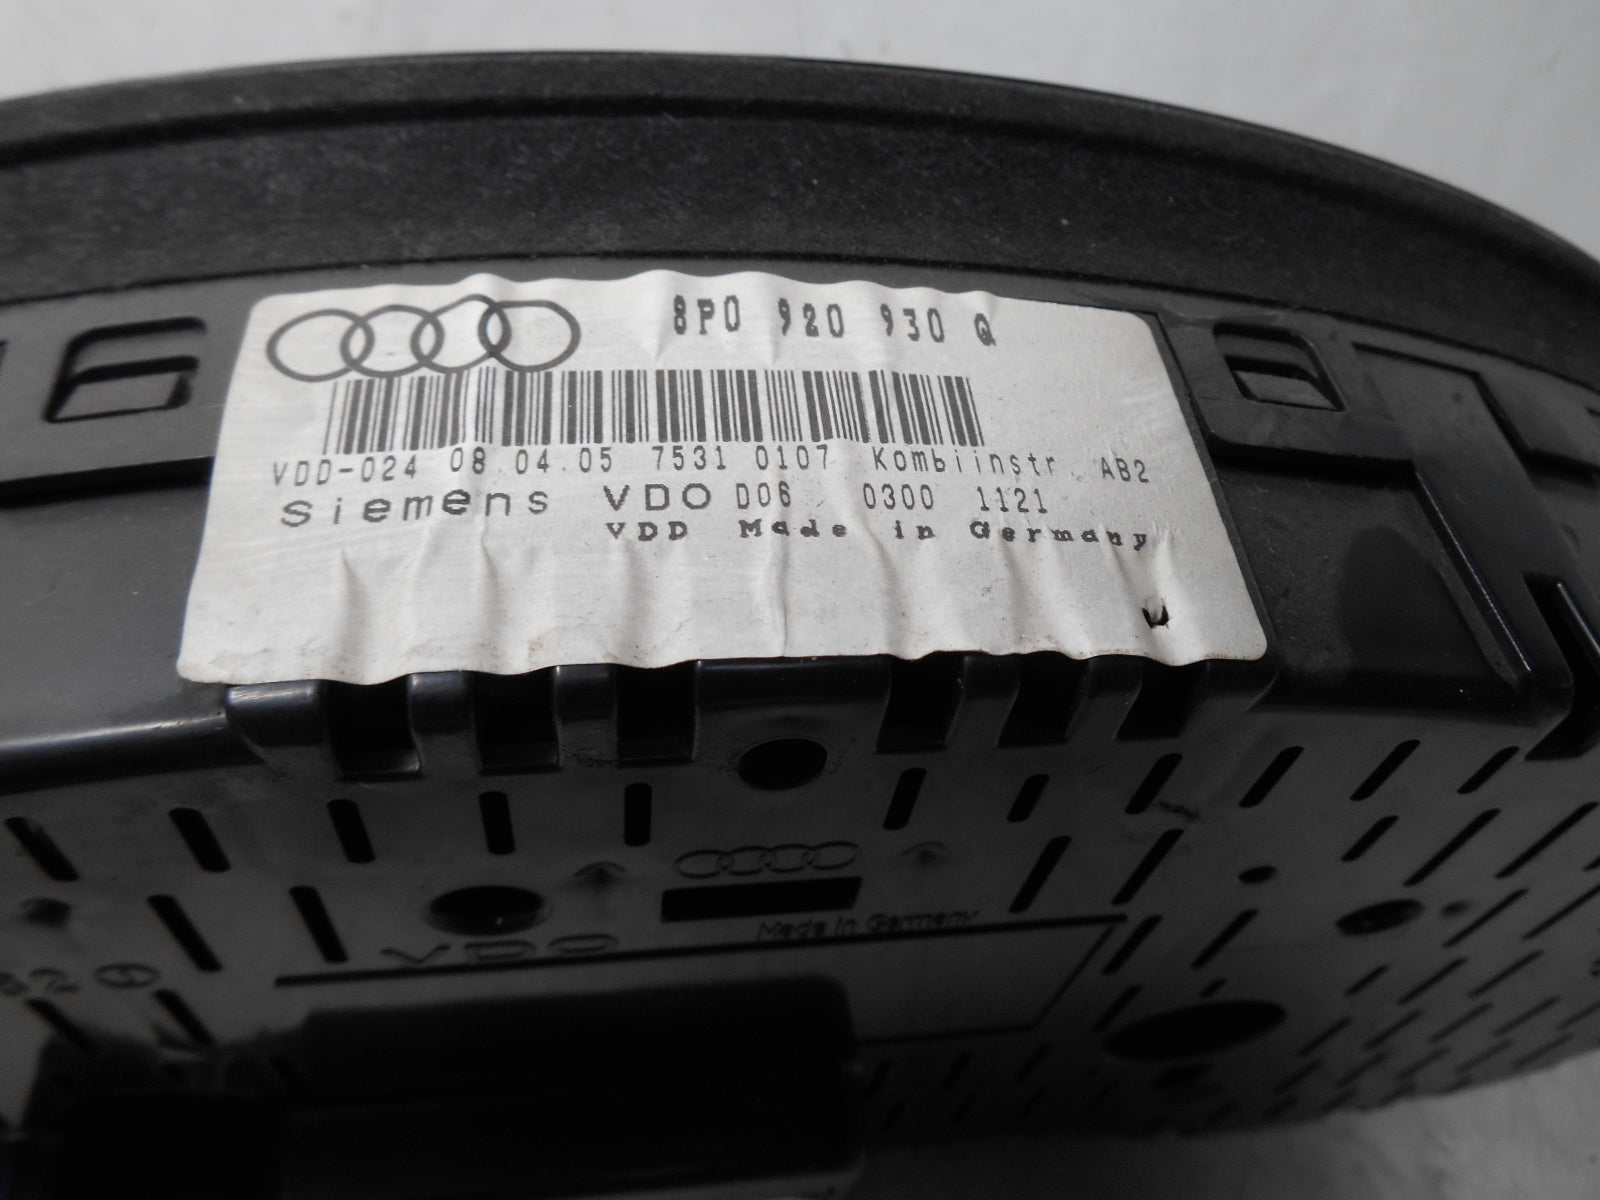 8P0 920 930 Q
VDD-024 08.04.05 7531 0107 Kombiinstr. AB2
Siemens VDO D06 0300 1121
VDD Made in Germany
Made in Germany
VDO